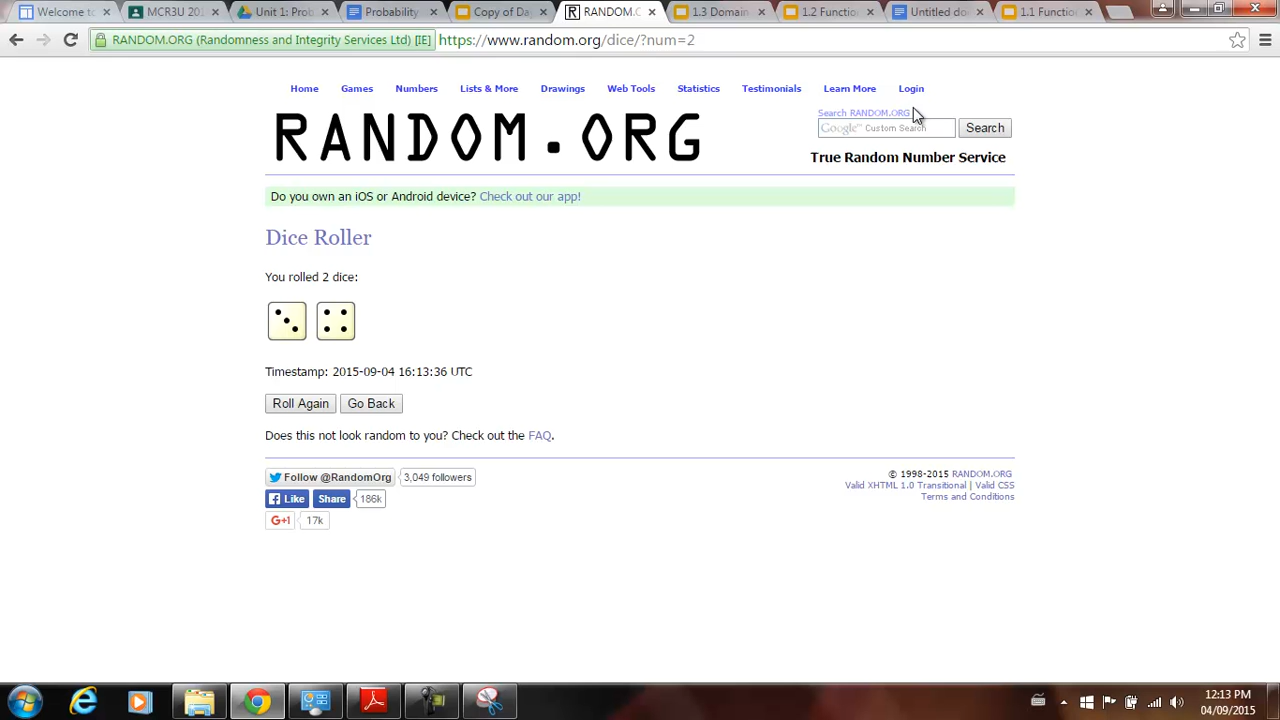 Welcome to
MCR3U 201
Unit 1: Prob
Probability
Copy of Da
RANDOM.O
1.3 Domain
1.2 Functio
Untitled do
1.1 Functio
RANDOM.ORG (Randomness and Integrity Services Ltd) [IE] https://www.random.org/dice/?num=2
Home Games Numbers Lists & More Drawings Web Tools Statistics Testimonials Learn More Login
RANDOM.ORG
Search RANDOM.ORG
Google™ Custom Search Search
True Random Number Service
Do you own an iOS or Android device? Check out our app!
Dice Roller
You rolled 2 dice:
Timestamp: 2015-09-04 16:13:36 UTC
Roll Again Go Back
Does this not look random to you? Check out the FAQ.
Follow @RandomOrg 3,049 followers
Like Share 186k
G+1 17k
© 1998-2015 RANDOM.ORG
Valid XHTML 1.0 Transitional | Valid CSS
Terms and Conditions
12:13 PM
04/09/2015